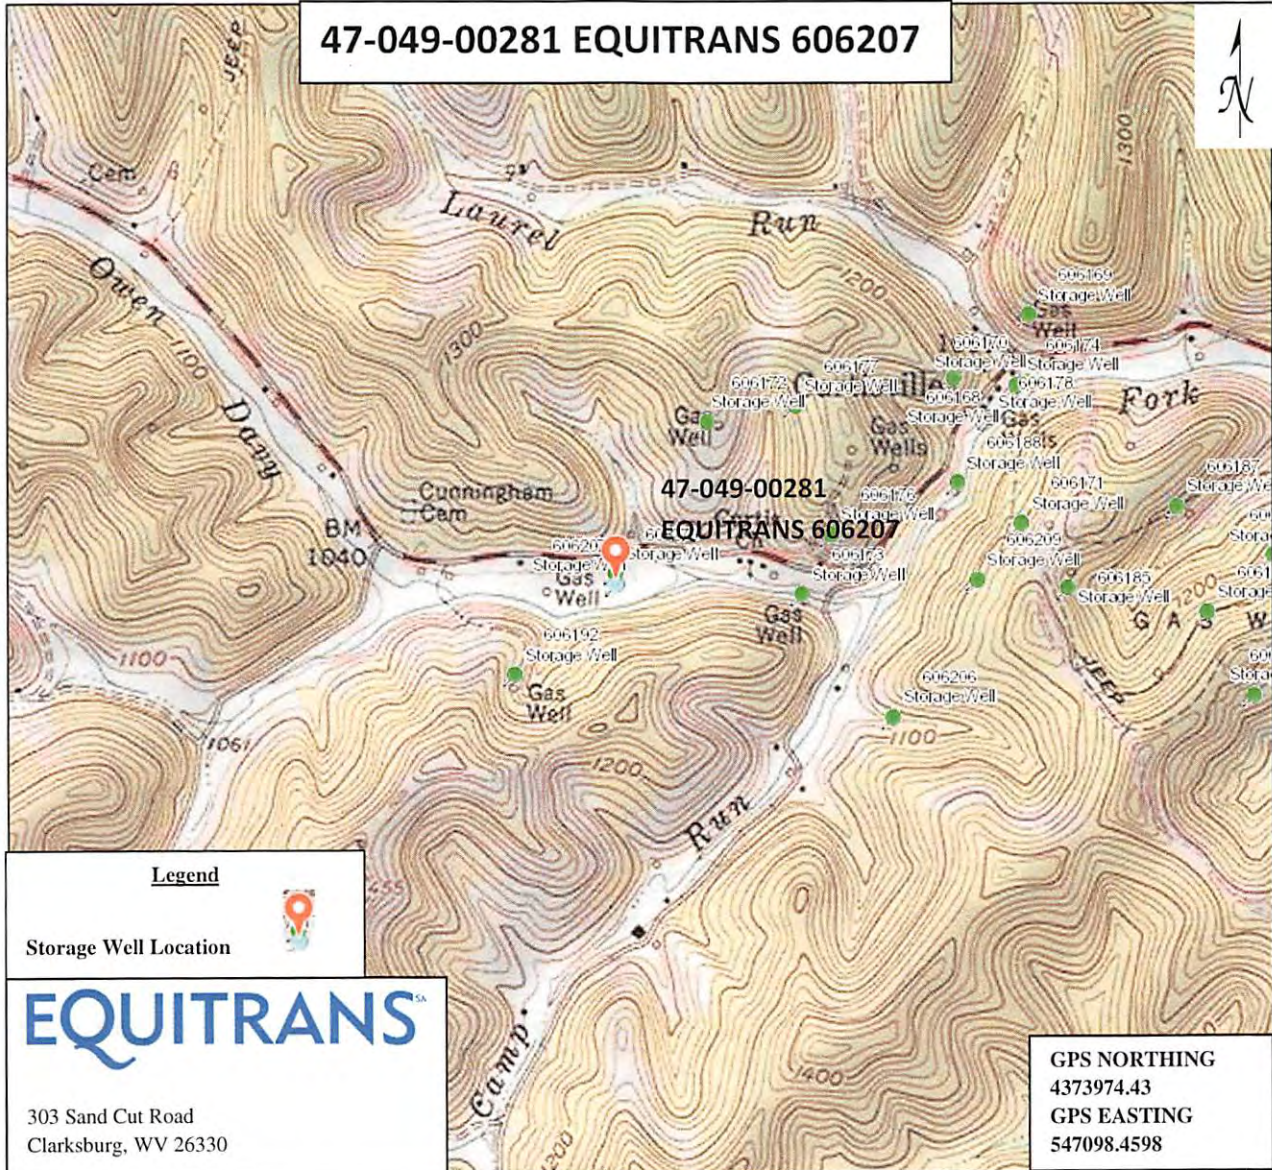 47-049-00281 EQUITRANS 606207
N
JEEP
1300
Cem
Laurel
Run
Owen
1100
Davy
1200
606169
Storage Well
Gas
Well
1300
606170
Storage Well
606174
Storage Well
606177
Storage Well
606172
Storage Well
606178
Storage Well
606168
Storage Well
Fork
Gas
Well
Gas
Wells
Gas
606188
Storage Well
606187
606171
Storage Well
Cunningham
Cem
47-049-00281
EQUITRANS 606207
606176
Storage Well
BM
1040
Storage Well
606173
Storage Well
606209
Storage Well
606185
Storage Well
1200
Gas
Well
Gas
Well
G A S W
606192
Storage Well
Gas
Well
1100
JEEP
606206
Storage Well
1100
1061
1200
Run
Camp
1400
1200
Legend
Storage Well Location
EQUITRANS
303 Sand Cut Road
Clarksburg, WV 26330
GPS NORTHING
4373974.43
GPS EASTING
547098.4598